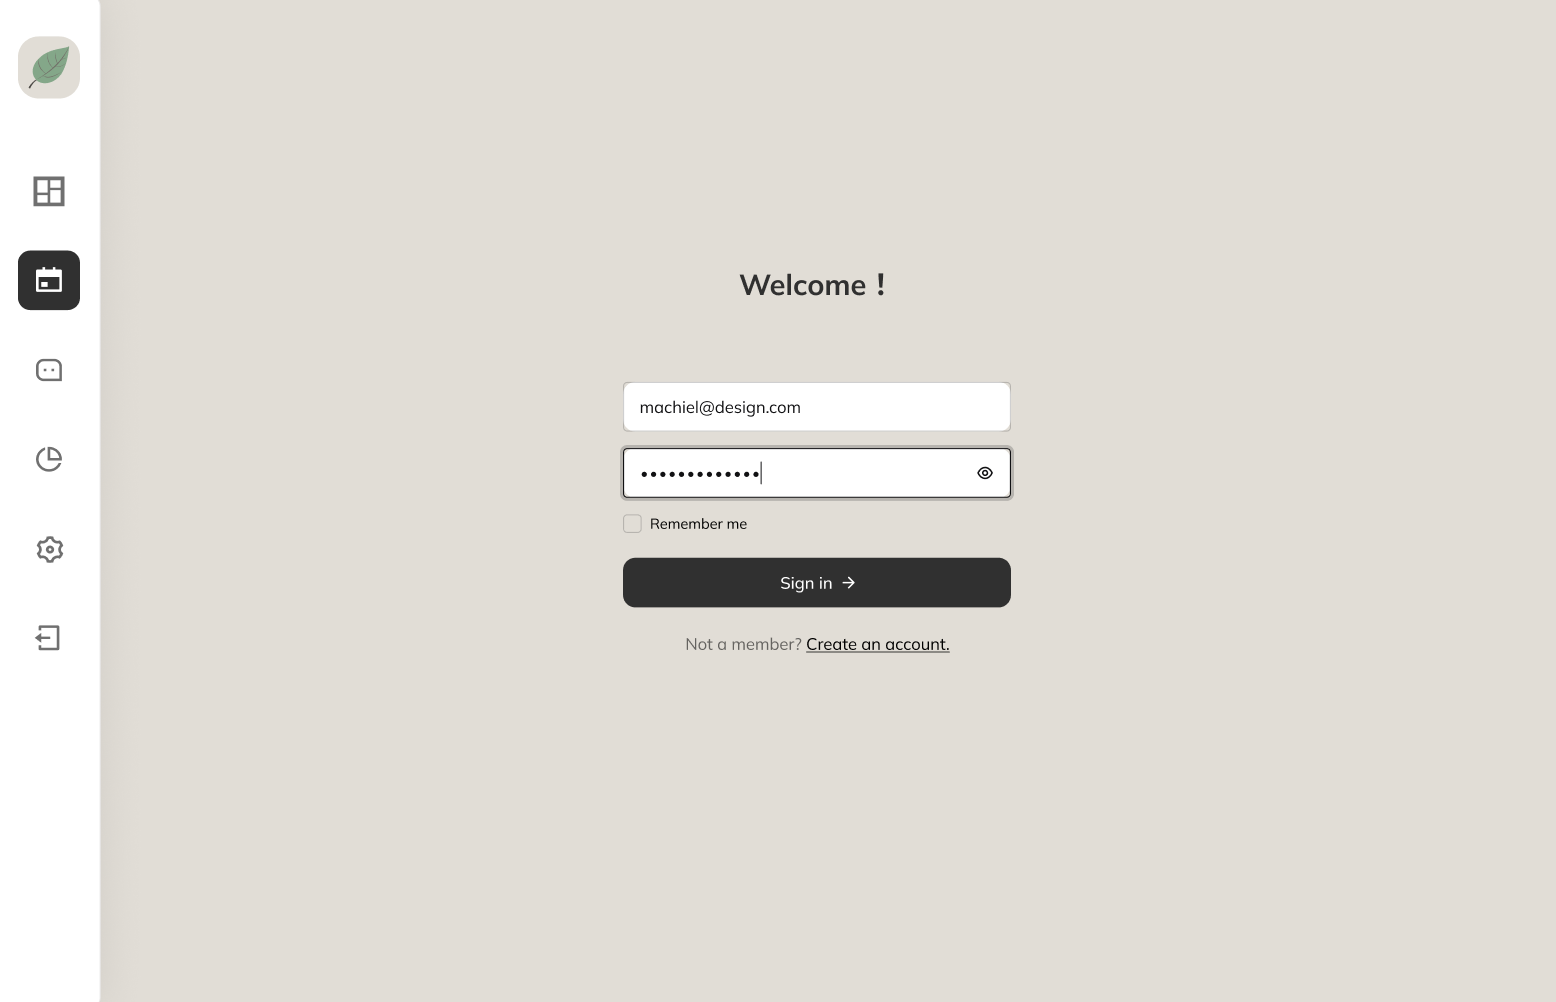 Welcome !
machiel@design.com
•••••••••••••
Remember me
Sign in →
Not a member? Create an account.